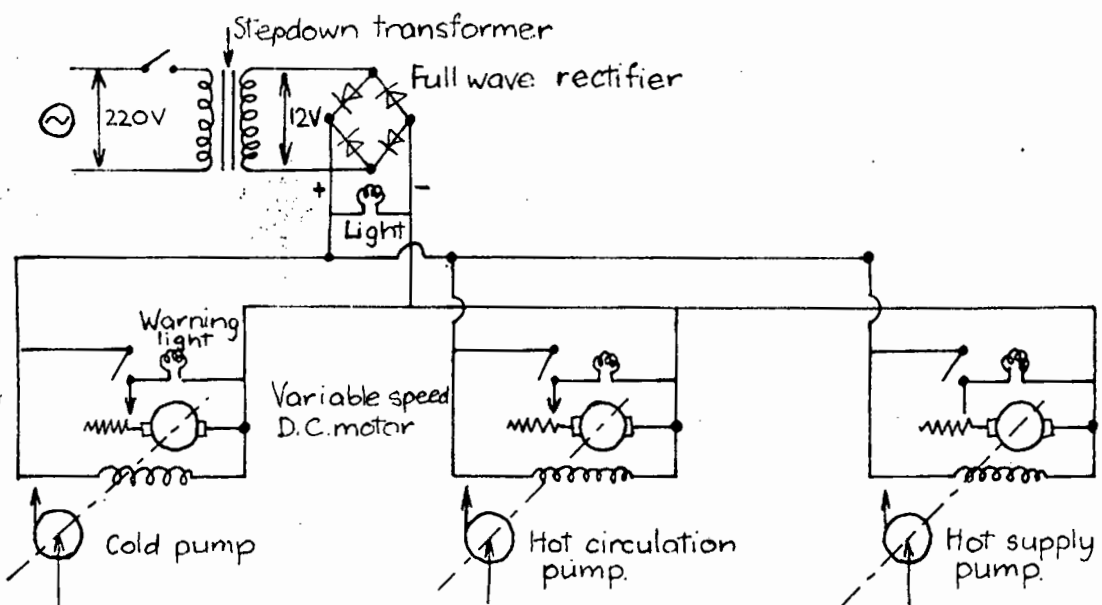 Stepdown transformer
Full wave rectifier
220V
12V
+
-
Light
Warning
light
Variable speed
D.C. motor
Cold pump
Hot circulation
pump.
Hot supply
pump.